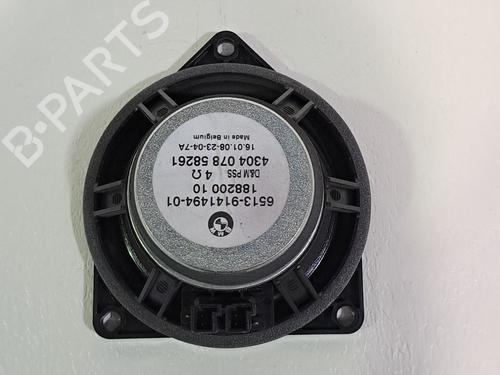 B-PARTS
BMW
6513-9141494-01
188200 10
D&M PSS 4 Ω
4304 078 58261
16.01.08-23-04-7A
Made in Belgium